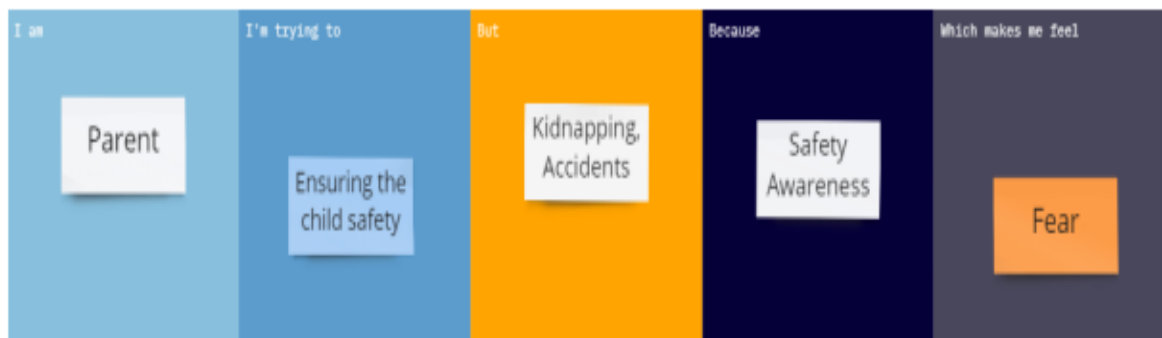 I am
I'm trying to
But
Because
Which makes me feel
Parent
Ensuring the
child safety
Kidnapping,
Accidents
Safety
Awareness
Fear